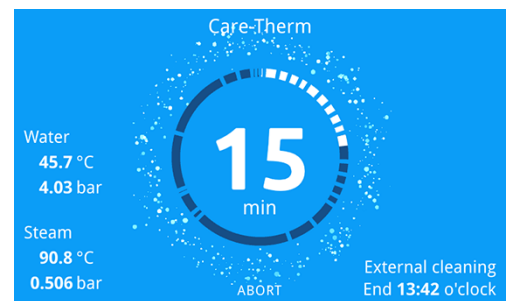 Care-Therm
15
min
Water
45.7 °C
4.03 bar
Steam
90.8 °C
0.506 bar
ABORT
External cleaning
End 13:42 o'clock